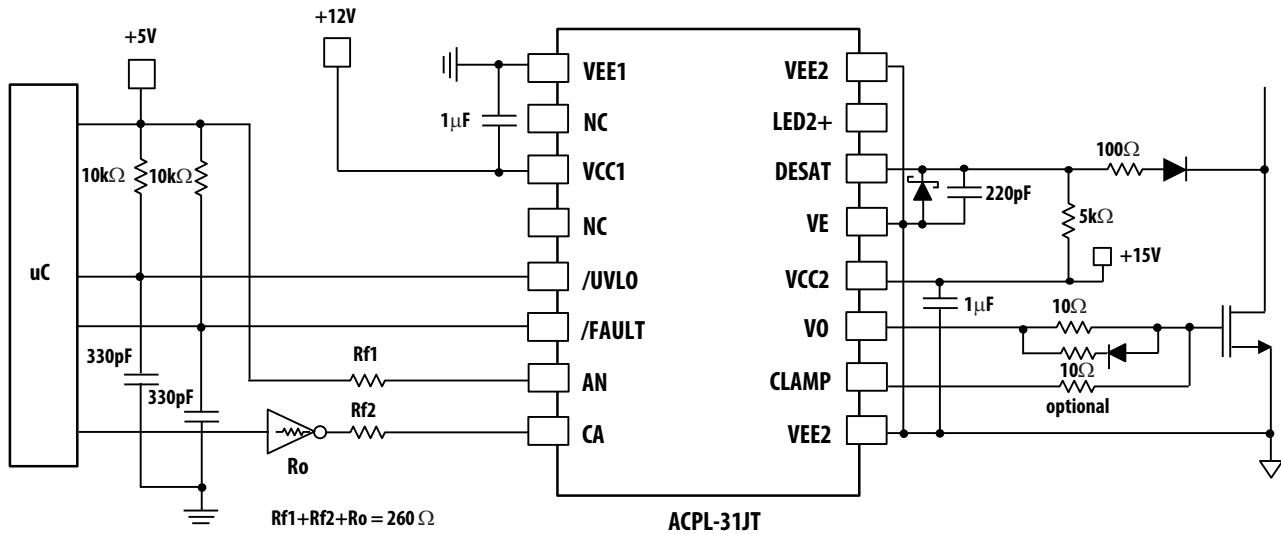 +5V
+12V
10kΩ
10kΩ
uC
330pF
330pF
Rf1
Rf2
Ro
Rf1+Rf2+Ro = 260 Ω
1μF
VEE1
NC
VCC1
NC
/UVLO
/FAULT
AN
CA
VEE2
LED2+
DESAT
VE
VCC2
VO
CLAMP
VEE2
ACPL-31JT
220pF
100Ω
5kΩ
+15V
1μF
10Ω
10Ω
optional